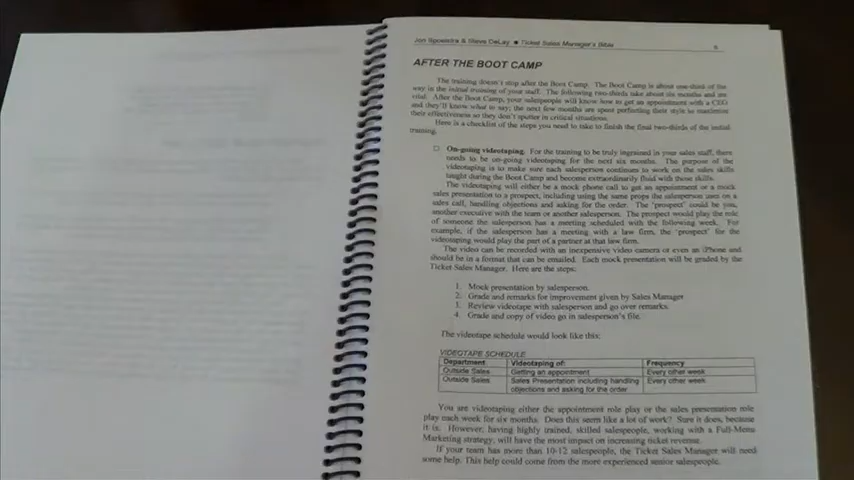 Jon Spoelstra & Steve DeLay ■ Ticket Sales Manager's Bible 6
AFTER THE BOOT CAMP
The training doesn't stop after the Boot Camp. The Boot Camp is about one-third of the
way in the initial training of your staff. The following two-thirds take about six months and are
vital. After the Boot Camp, your salespeople will know how to get an appointment with a CEO
and they'll know what to say; the next few months are spent perfecting their style to maximize
their effectiveness so they don't sputter in critical situations.
Here is a checklist of the steps you need to take to finish the final two-thirds of the initial
training.
□ On-going videotaping. For the training to be truly ingrained in your sales staff, there
needs to be on-going videotaping for the next six months. The purpose of the
videotaping is to make sure each salesperson continues to work on the sales skills
taught during the Boot Camp and become extraordinarily fluid with those skills.
The videotaping will either be a mock phone call to get an appointment or a mock
sales presentation to a prospect, including using the same props the salesperson uses on a
sales call, handling objections and asking for the order. The 'prospect' could be you,
another executive with the team or another salesperson. The prospect would play the role
of someone the salesperson has a meeting scheduled with the following week. For
example, if the salesperson has a meeting with a law firm, the 'prospect' for the
videotaping would play the part of a partner at that law firm.
The video can be recorded with an inexpensive video camera or even an iPhone and
should be in a format that can be emailed. Each mock presentation will be graded by the
Ticket Sales Manager. Here are the steps:
1. Mock presentation by salesperson.
2. Grade and remarks for improvement given by Sales Manager
3. Review videotape with salesperson and go over remarks.
4. Grade and copy of video go in salesperson's file.
The videotape schedule would look like this:
VIDEOTAPE SCHEDULE
Department Videotaping of: Frequency
Outside Sales Getting an appointment Every other week
Outside Sales Sales Presentation including handling Every other week
objections and asking for the order
You are videotaping either the appointment role play or the sales presentation role
play each week for six months. Does this seem like a lot of work? Sure it does, because
it is. However, having highly trained, skilled salespeople, working with a Full-Menu
Marketing strategy, will have the most impact on increasing ticket revenue.
If your team has more than 10-12 salespeople, the Ticket Sales Manager will need
some help. This help could come from the more experienced senior salespeople.